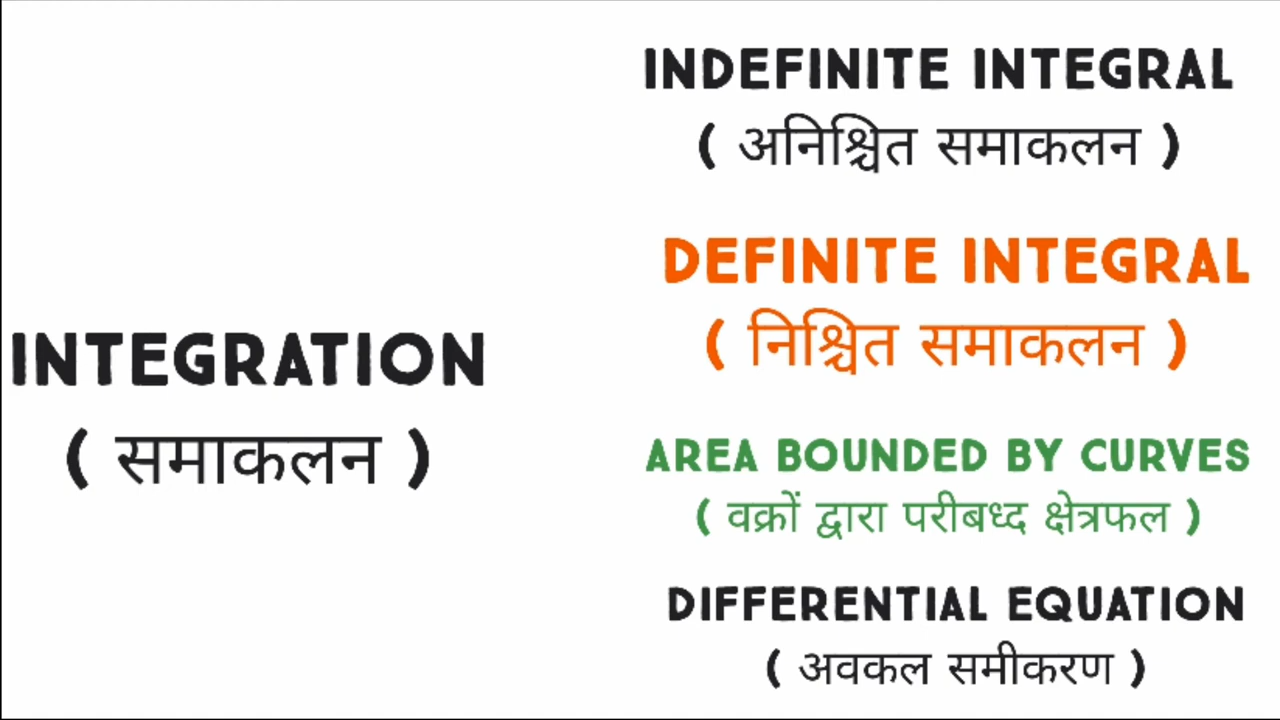 INTEGRATION
( समाकलन )
INDEFINITE INTEGRAL
( अनिश्चित समाकलन )
DEFINITE INTEGRAL
( निश्चित समाकलन )
AREA BOUNDED BY CURVES
( वक्रों द्वारा परीबध्द क्षेत्रफल )
DIFFERENTIAL EQUATION
( अवकल समीकरण )